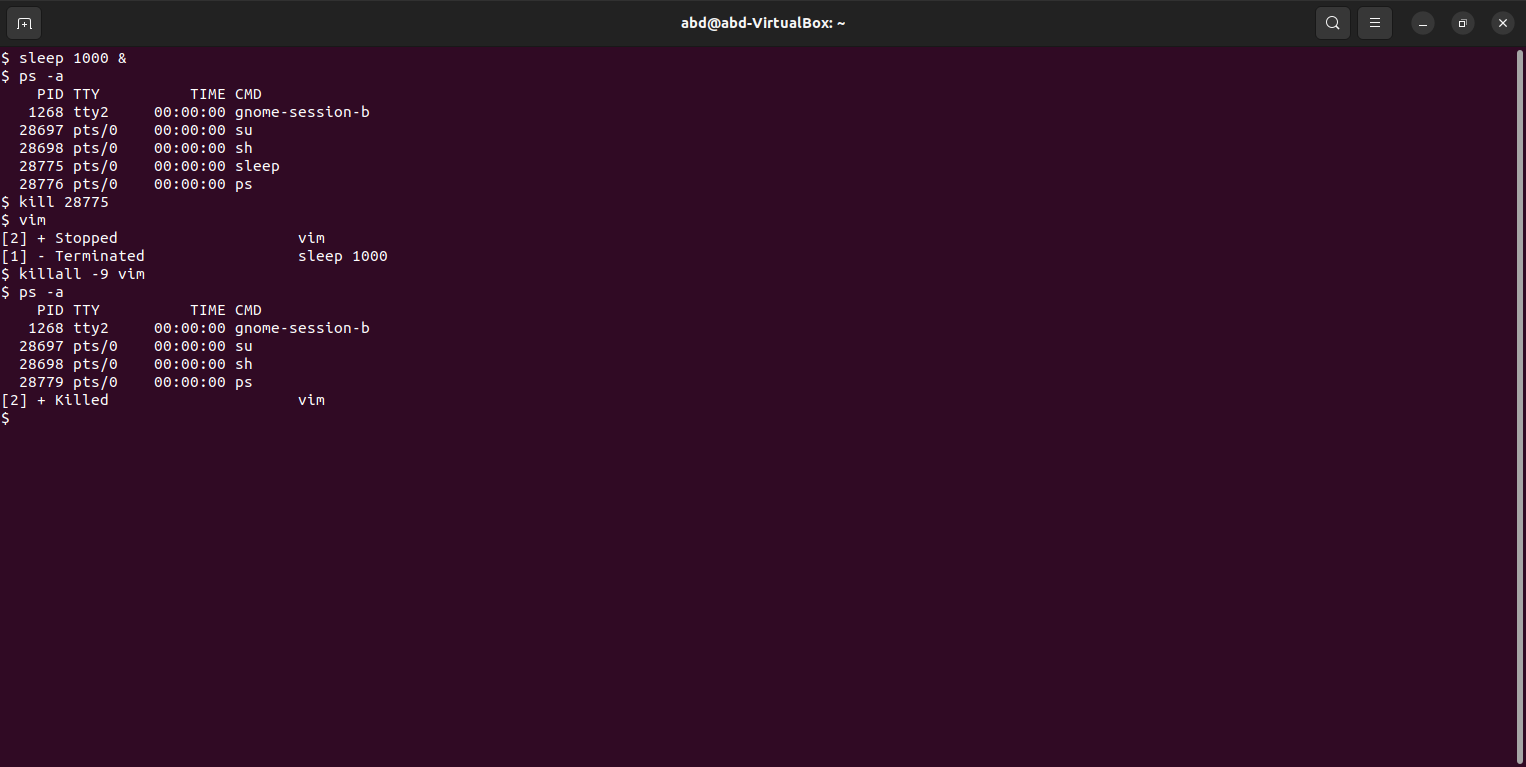 abd@abd-VirtualBox: ~
$ sleep 1000 &
$ ps -a
    PID TTY          TIME CMD
   1268 tty2     00:00:00 gnome-session-b
  28697 pts/0    00:00:00 su
  28698 pts/0    00:00:00 sh
  28775 pts/0    00:00:00 sleep
  28776 pts/0    00:00:00 ps
$ kill 28775
$ vim
[2] + Stopped                    vim
[1] - Terminated                 sleep 1000
$ killall -9 vim
$ ps -a
    PID TTY          TIME CMD
   1268 tty2     00:00:00 gnome-session-b
  28697 pts/0    00:00:00 su
  28698 pts/0    00:00:00 sh
  28779 pts/0    00:00:00 ps
[2] + Killed                     vim
$